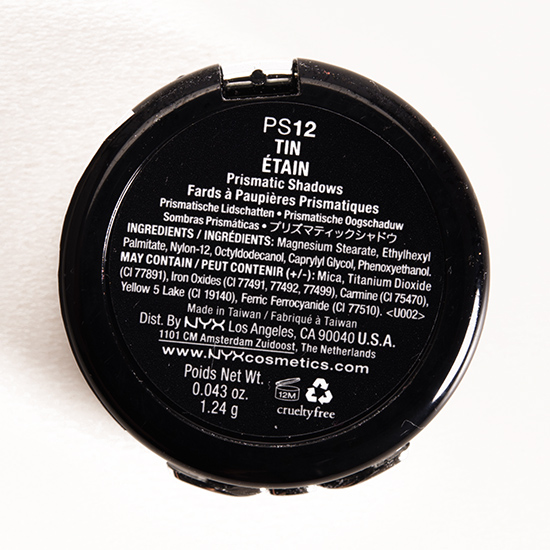 PS12
TIN
ÉTAIN
Prismatic Shadows
Fards à Paupières Prismatiques
Prismatische Lidschatten • Prismatische Oogschaduw
Sombras Prismáticas • プリズマティックシャドウ
INGREDIENTS / INGRÉDIENTS: Magnesium Stearate, Ethylhexyl
Palmitate, Nylon-12, Octyldodecanol, Caprylyl Glycol, Phenoxyethanol.
MAY CONTAIN / PEUT CONTENIR (+/-): Mica, Titanium Dioxide
(CI 77891), Iron Oxides (CI 77491, 77492, 77499), Carmine (CI 75470),
Yellow 5 Lake (CI 19140), Ferric Ferrocyanide (CI 77510). <U002>
Made in Taiwan / Fabriqué à Taiwan
Dist. By NYX Los Angeles, CA 90040 U.S.A.
1101 CM Amsterdam Zuidoost, The Netherlands
www.NYXcosmetics.com
Poids Net Wt.
0.043 oz.
1.24 g
12M
crueltyfree